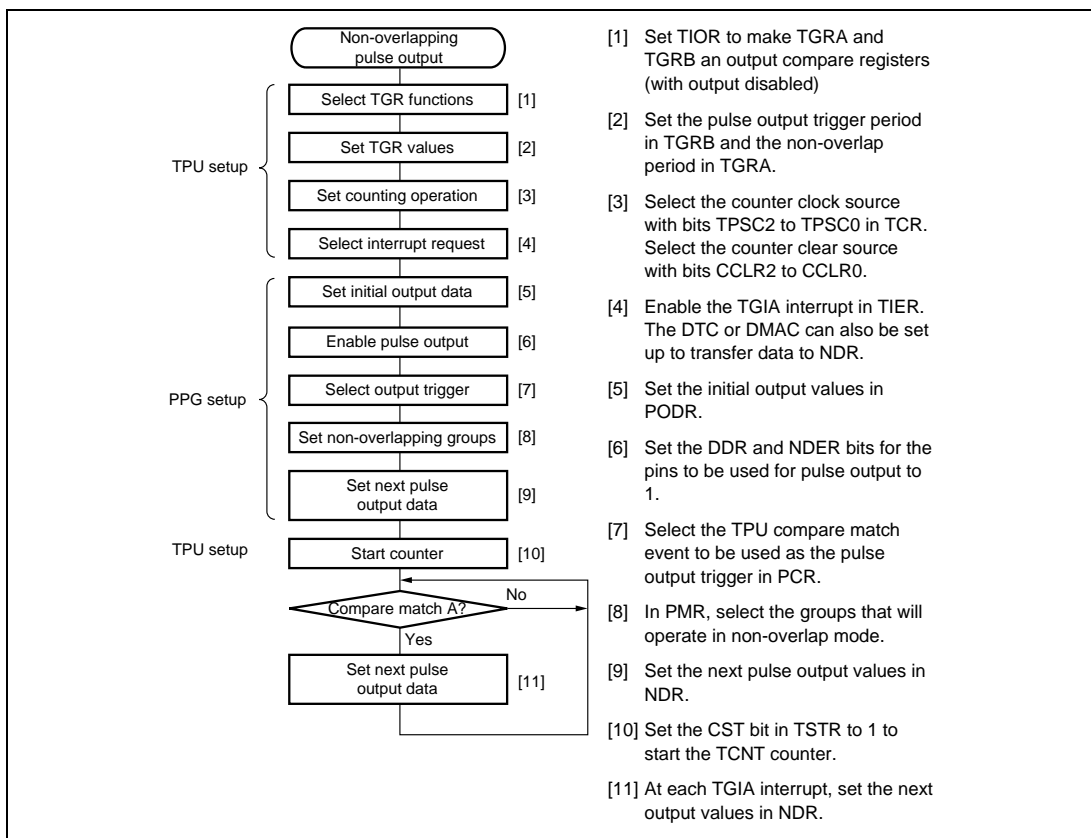 Non-overlapping
pulse output
Select TGR functions [1]
Set TGR values [2]
TPU setup
Set counting operation [3]
Select interrupt request [4]
Set initial output data [5]
Enable pulse output [6]
Select output trigger [7]
PPG setup
Set non-overlapping groups [8]
Set next pulse
output data
[9]
TPU setup
Start counter [10]
Compare match A?
No
Yes
Set next pulse
output data
[11]
[1] Set TIOR to make TGRA and
TGRB an output compare registers
(with output disabled)
[2] Set the pulse output trigger period
in TGRB and the non-overlap
period in TGRA.
[3] Select the counter clock source
with bits TPSC2 to TPSC0 in TCR.
Select the counter clear source
with bits CCLR2 to CCLR0.
[4] Enable the TGIA interrupt in TIER.
The DTC or DMAC can also be set
up to transfer data to NDR.
[5] Set the initial output values in
PODR.
[6] Set the DDR and NDER bits for the
pins to be used for pulse output to
1.
[7] Select the TPU compare match
event to be used as the pulse
output trigger in PCR.
[8] In PMR, select the groups that will
operate in non-overlap mode.
[9] Set the next pulse output values in
NDR.
[10] Set the CST bit in TSTR to 1 to
start the TCNT counter.
[11] At each TGIA interrupt, set the next
output values in NDR.